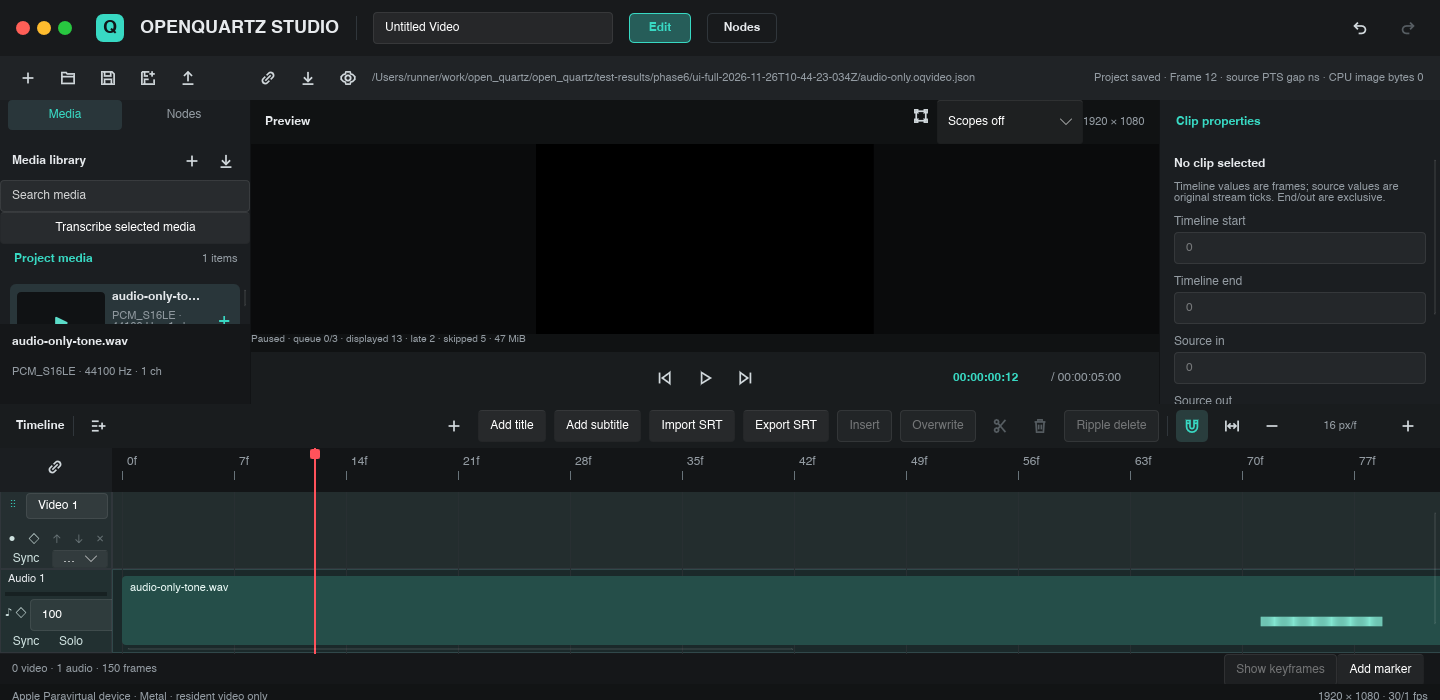 Q OPENQUARTZ STUDIO Untitled Video Edit Nodes
/Users/runner/work/open_quartz/open_quartz/test-results/phase6/ui-full-2026-11-26T10-44-23-034Z/audio-only.oqvideo.json Project saved · Frame 12 · source PTS gap ns · CPU image bytes 0
Media Nodes
Preview Scopes off 1920 × 1080
Clip properties
Media library
Search media
Transcribe selected media
Project media 1 items
audio-only-to...
PCM_S16LE ·
audio-only-tone.wav
PCM_S16LE · 44100 Hz · 1 ch
No clip selected
Timeline values are frames; source values are
original stream ticks. End/out are exclusive.
Timeline start
0
Timeline end
0
Source in
0
Source out
Paused · queue 0/3 · displayed 13 · late 2 · skipped 5 · 47 MiB
00:00:00:12 / 00:00:05:00
Timeline Add title Add subtitle Import SRT Export SRT Insert Overwrite Ripple delete 16 px/f
0f 7f 14f 21f 28f 35f 42f 49f 56f 63f 70f 77f
Video 1
Sync ...
Audio 1
audio-only-tone.wav
100
Sync Solo
0 video · 1 audio · 150 frames Show keyframes Add marker
Apple Paravirtual device · Metal · resident video only 1920 × 1080 · 30/1 fps